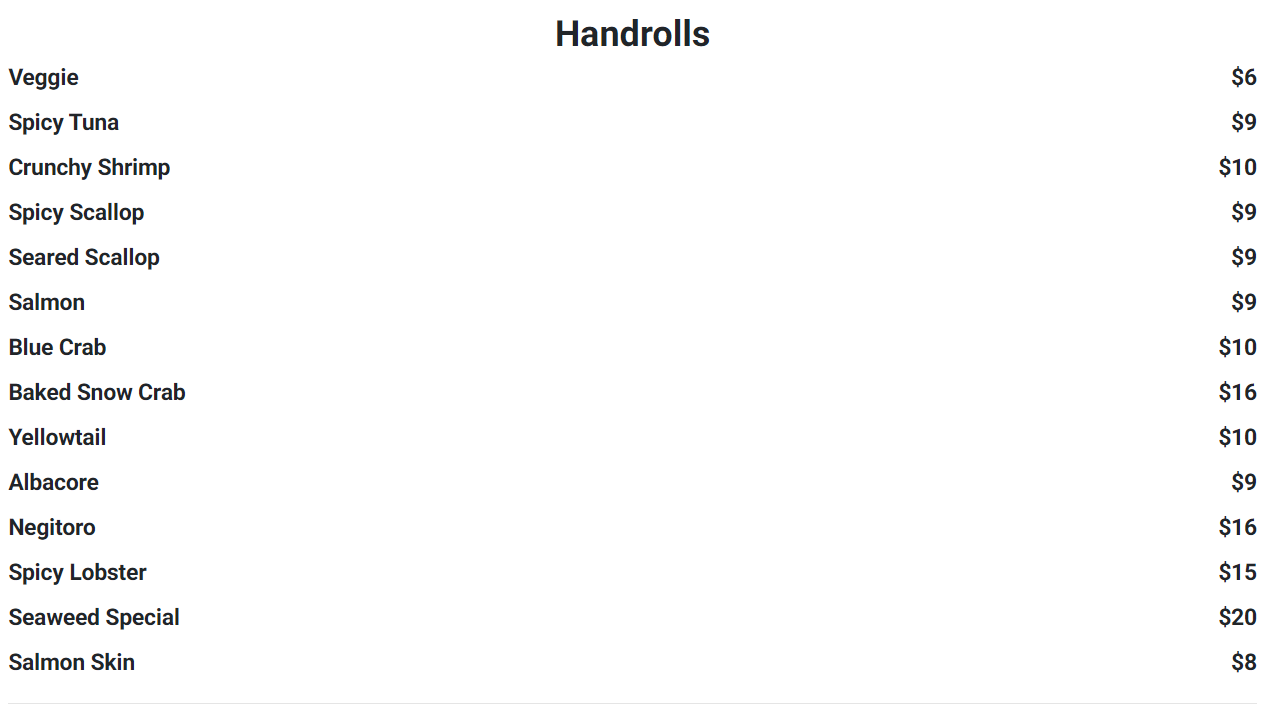 Handrolls
Veggie $6
Spicy Tuna $9
Crunchy Shrimp $10
Spicy Scallop $9
Seared Scallop $9
Salmon $9
Blue Crab $10
Baked Snow Crab $16
Yellowtail $10
Albacore $9
Negitoro $16
Spicy Lobster $15
Seaweed Special $20
Salmon Skin $8